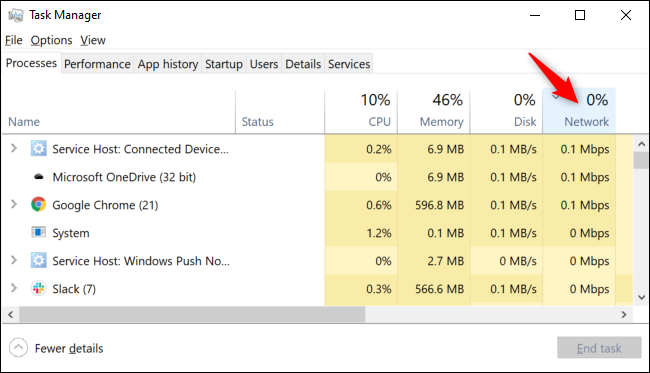 Task Manager
File Options View
Processes Performance App history Startup Users Details Services
10% 46% 0% 0%
Name Status CPU Memory Disk Network
Service Host: Connected Device... 0.2% 6.9 MB 0.1 MB/s 0.1 Mbps
Microsoft OneDrive (32 bit) 0% 6.9 MB 0.1 MB/s 0.1 Mbps
Google Chrome (21) 0.6% 596.8 MB 0.1 MB/s 0.1 Mbps
System 1.2% 0.1 MB 0.1 MB/s 0 Mbps
Service Host: Windows Push No... 0% 2.7 MB 0 MB/s 0 Mbps
Slack (7) 0.3% 566.6 MB 0.1 MB/s 0 Mbps
Fewer details End task